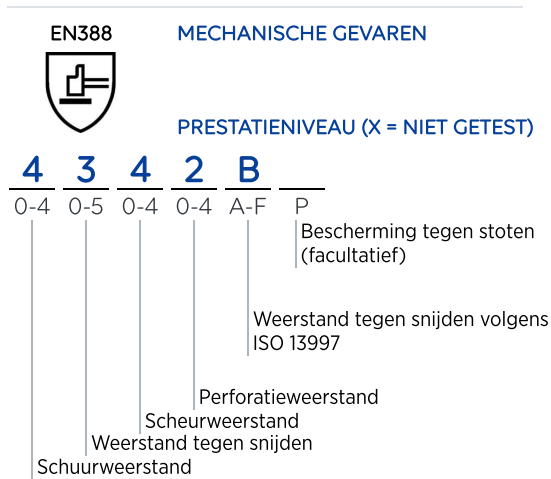 EN388 MECHANISCHE GEVAREN
PRESTATIENIVEAU (X = NIET GETEST)
4 3 4 2 B
0-4 0-5 0-4 0-4 A-F P
Bescherming tegen stoten
(facultatief)
Weerstand tegen snijden volgens
ISO 13997
Perforatieweerstand
Scheurweerstand
Weerstand tegen snijden
Schuurweerstand